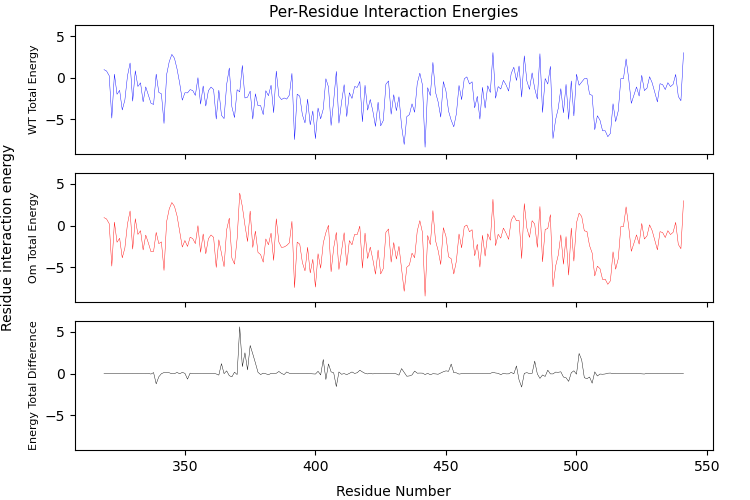 Per-Residue Interaction Energies
Residue interaction energy
WT Total Energy
5
0
−5
Om Total Energy
5
0
−5
Energy Total Difference
5
0
−5
350
400
450
500
550
Residue Number